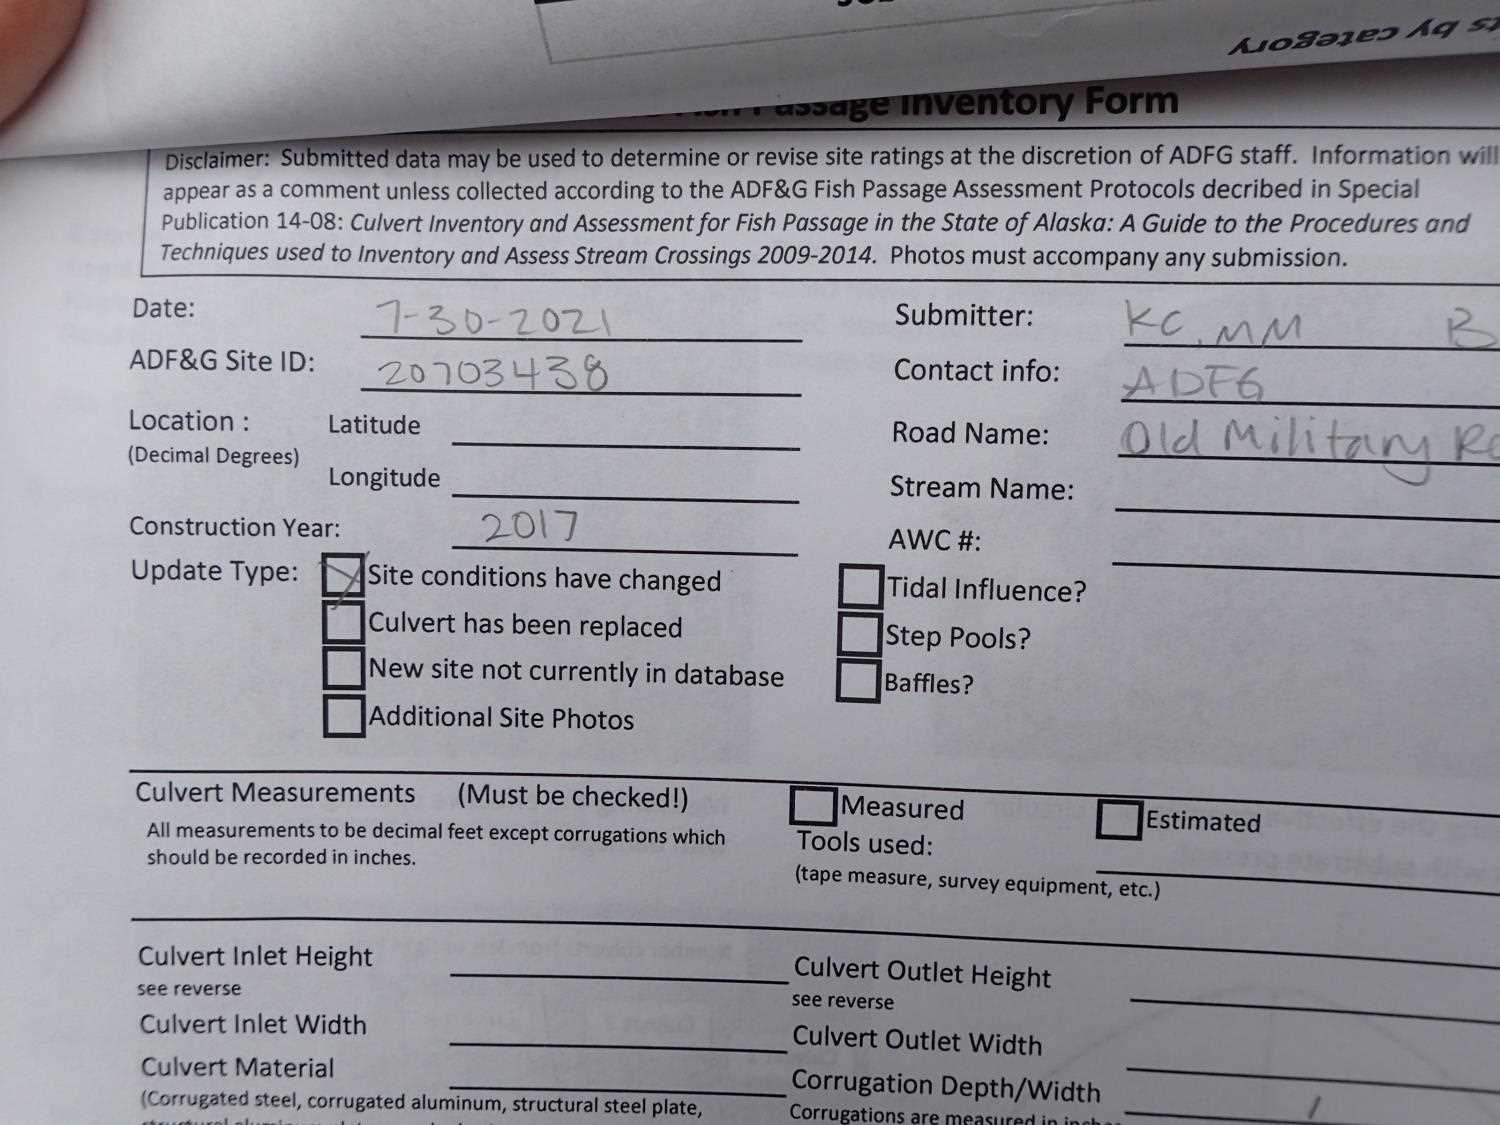 ts by category
Passage Inventory Form
Disclaimer: Submitted data may be used to determine or revise site ratings at the discretion of ADFG staff. Information will
appear as a comment unless collected according to the ADF&G Fish Passage Assessment Protocols decribed in Special
Publication 14-08: Culvert Inventory and Assessment for Fish Passage in the State of Alaska: A Guide to the Procedures and
Techniques used to Inventory and Assess Stream Crossings 2009-2014. Photos must accompany any submission.
Date: 7-30-2021 Submitter: KC, MM B
ADF&G Site ID: 20703438 Contact info: ADFG
Location : Latitude Road Name: Old Military Ro
(Decimal Degrees)
Longitude Stream Name:
Construction Year: 2017 AWC #:
Update Type: Site conditions have changed Tidal Influence?
Culvert has been replaced Step Pools?
New site not currently in database Baffles?
Additional Site Photos
Culvert Measurements (Must be checked!) Measured Estimated
All measurements to be decimal feet except corrugations which Tools used:
should be recorded in inches. (tape measure, survey equipment, etc.)
Culvert Inlet Height Culvert Outlet Height
see reverse see reverse
Culvert Inlet Width Culvert Outlet Width
Culvert Material Corrugation Depth/Width /
(Corrugated steel, corrugated aluminum, structural steel plate, Corrugations are measured in inches